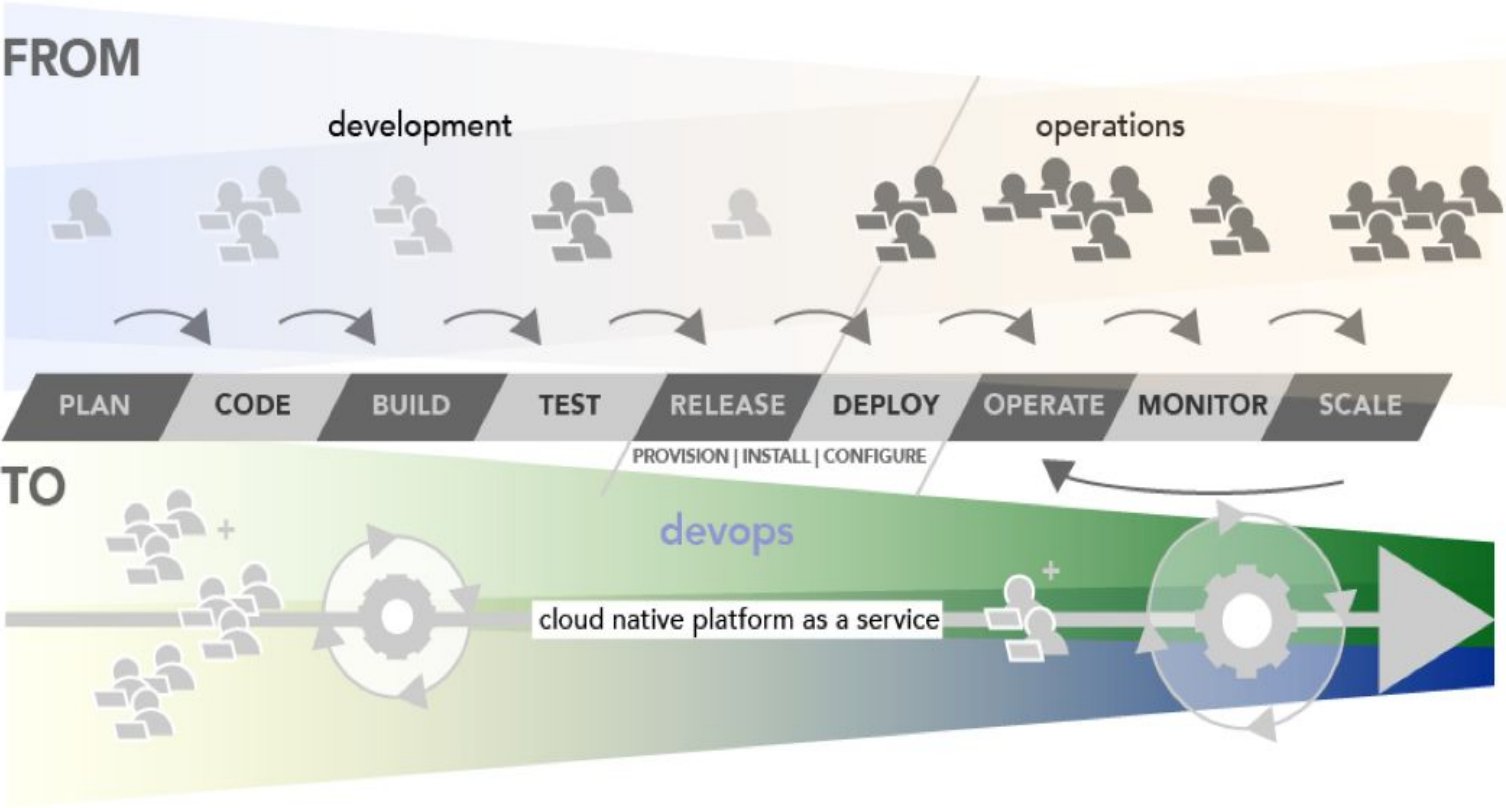 FROM
development
operations
PLAN CODE BUILD TEST RELEASE DEPLOY OPERATE MONITOR SCALE
PROVISION | INSTALL | CONFIGURE
TO
+
devops
+
cloud native platform as a service